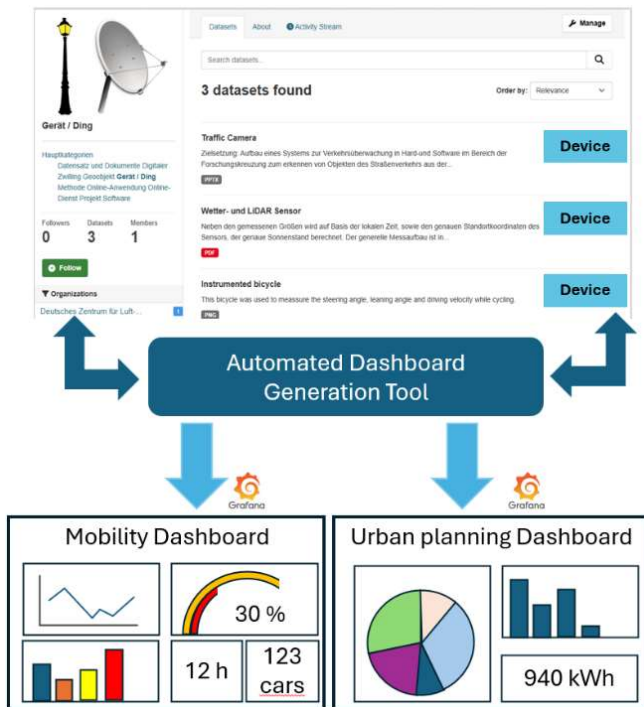 Datasets About Activity Stream
Manage
Search datasets...
3 datasets found
Order by: Relevance
Gerät / Ding
Hauptkategorien
Datensatz und Dokumente Digitaler
Zwilling Geoobjekt Gerät / Ding
Methode Online-Anwendung Online-
Dienst Projekt Software
Followers Datasets Members
0 3 1
Follow
Organizations
Deutsches Zentrum für Luft-... 1
Traffic Camera
Zielsetzung: Aufbau eines Systems zur Verkehrsüberwachung in Hard-und Software im Bereich der
Forschungskreuzung zum erkennen von Objekten des Straßenverkehrs aus der...
PPTX
Device
Wetter- und LiDAR Sensor
Neben den gemessenen Größen wird auf Basis der lokalen Zeit, sowie den genauen Standortkoordinaten des
Sensors, der genaue Sonnenstand berechnet. Der generelle Messaufbau ist in...
PDF
Device
Instrumented bicycle
This bicycle was used to meassure the steering angle, leaning angle and driving velocity while cycling.
PNG
Device
Automated Dashboard
Generation Tool
Grafana
Grafana
Mobility Dashboard
30 %
12 h
123
cars
Urban planning Dashboard
940 kWh